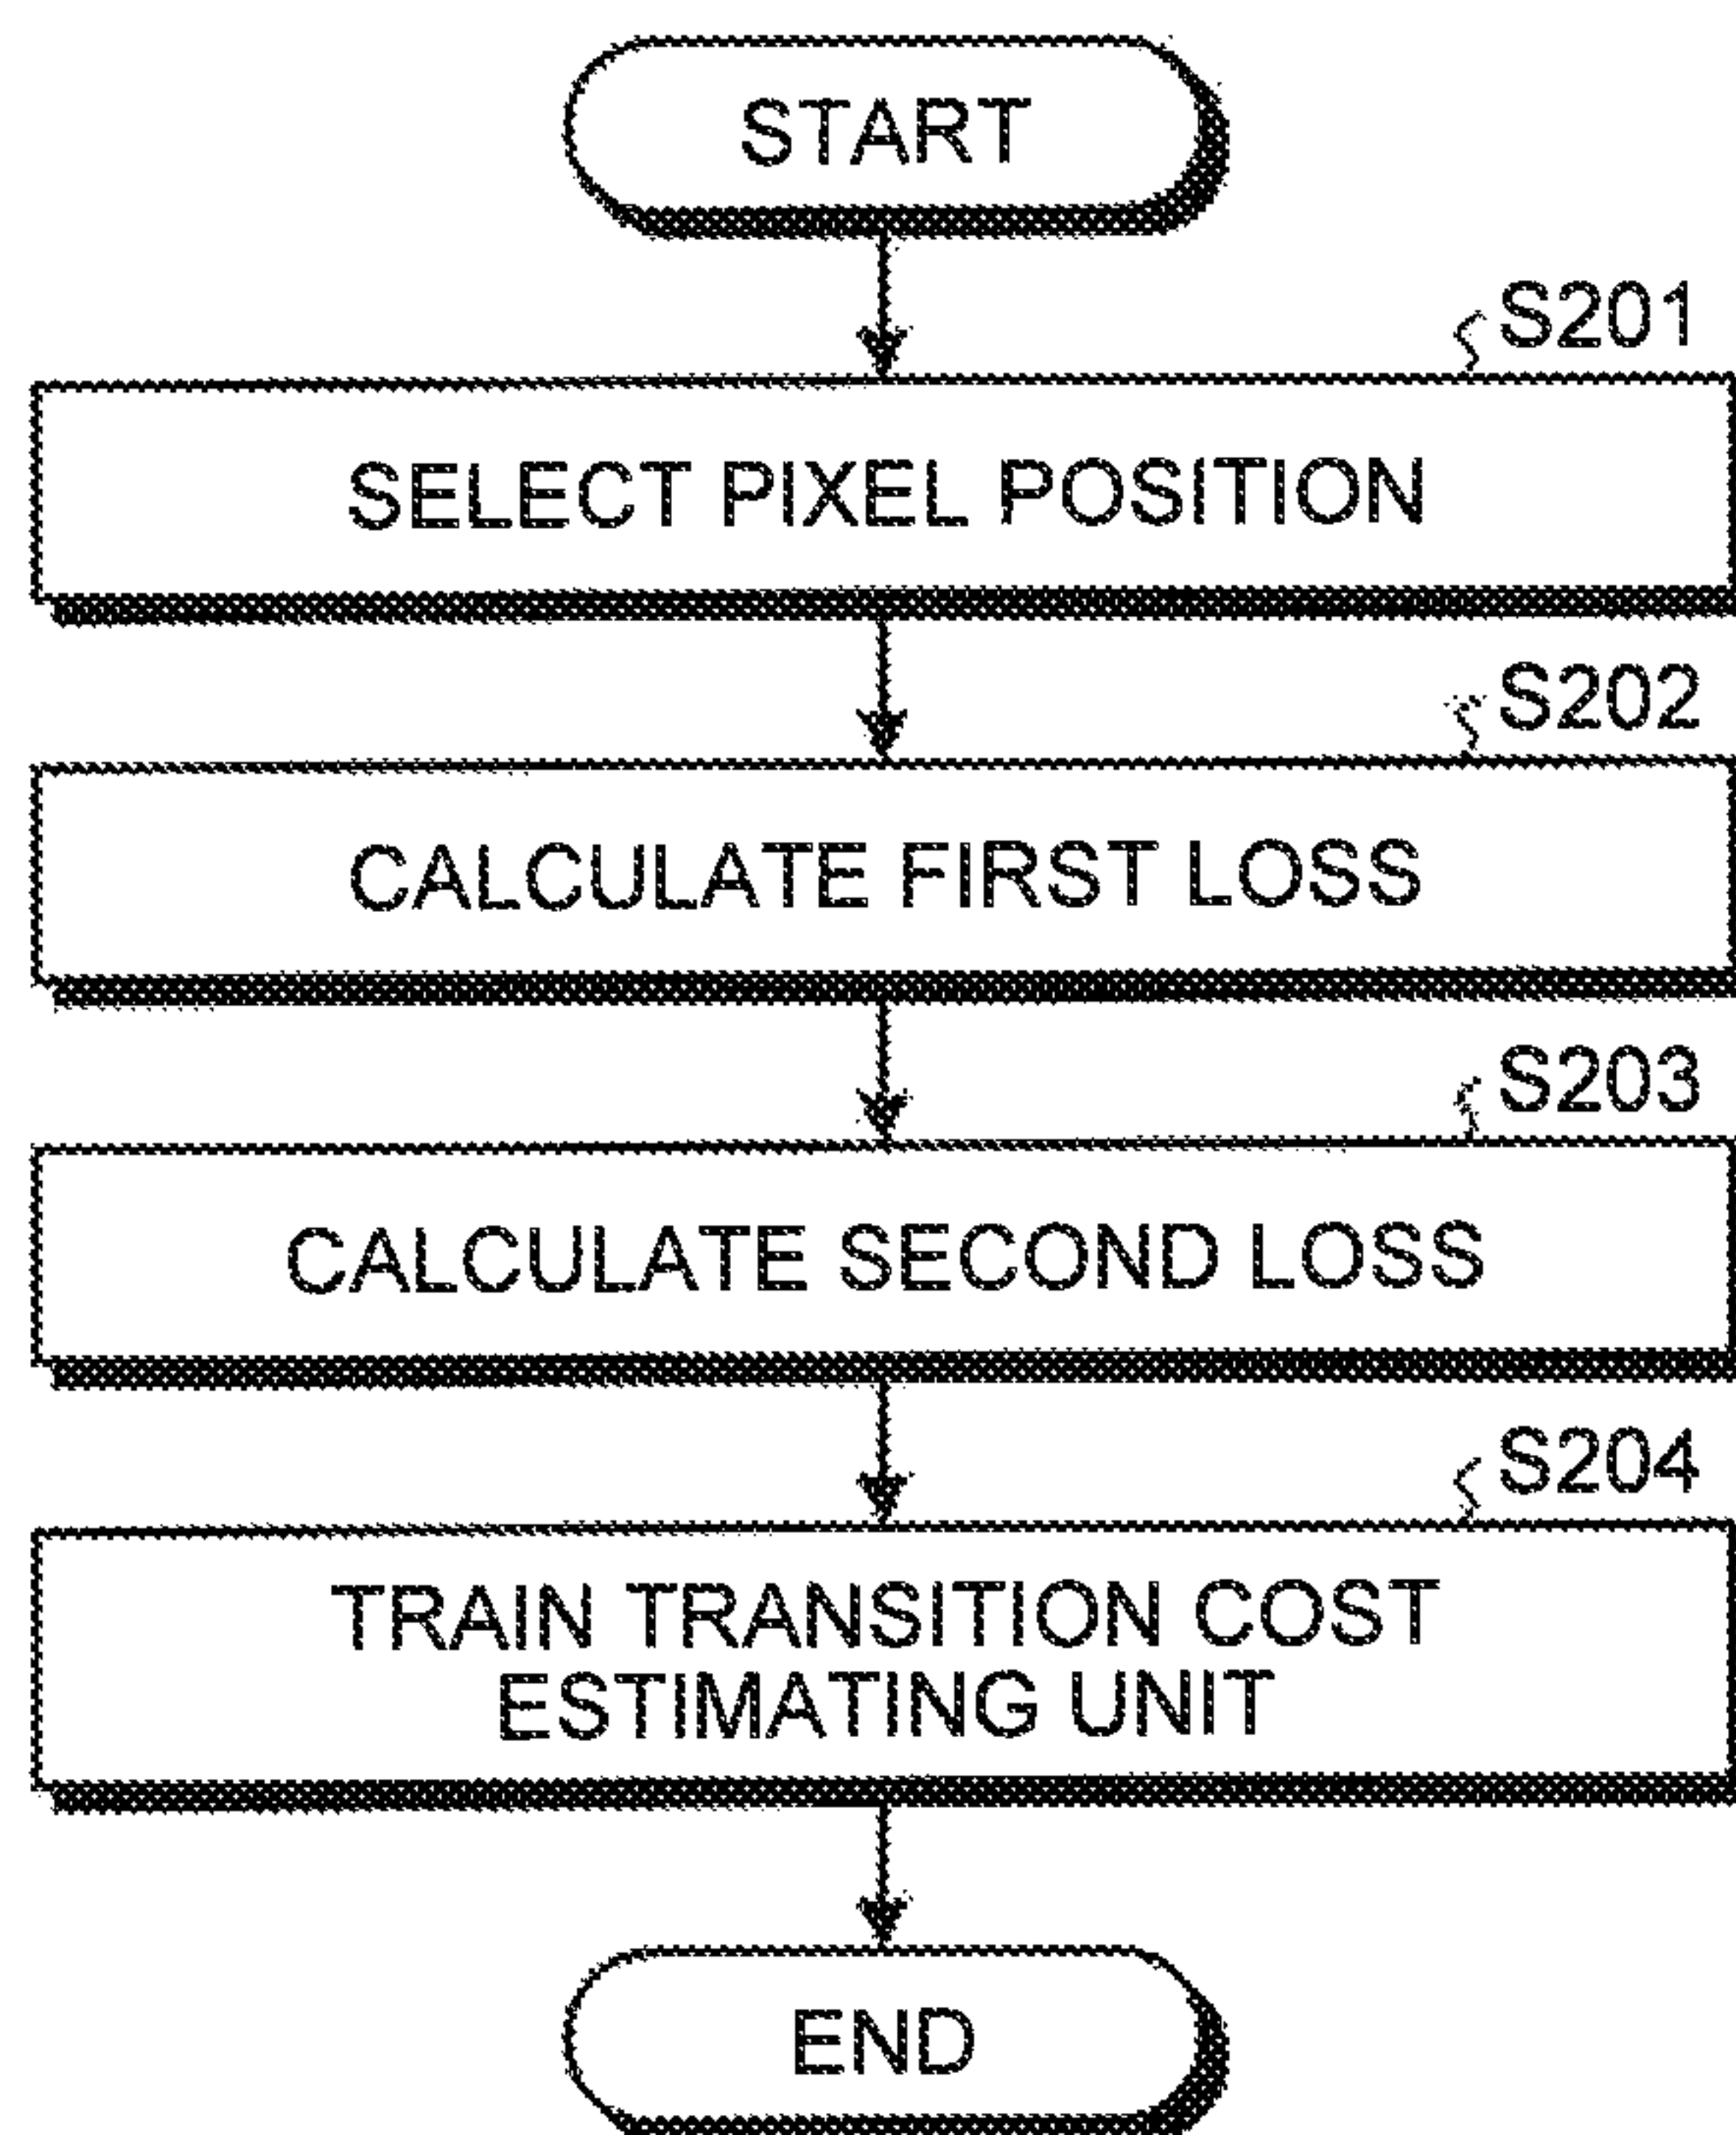 START
S201
SELECT PIXEL POSITION
S202
CALCULATE FIRST LOSS
S203
CALCULATE SECOND LOSS
S204
TRAIN TRANSITION COST
ESTIMATING UNIT
END